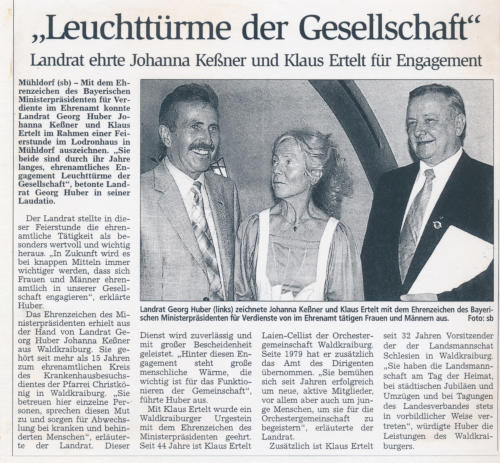 „Leuchttürme der Gesellschaft“
Landrat ehrte Johanna Keßner und Klaus Ertelt für Engagement
Mühldorf (sb) – Mit dem Eh-
renzeichen des Bayerischen
Ministerpräsidenten für Ver-
dienste im Ehrenamt konnte
Landrat Georg Huber Jo-
hanna Keßner und Klaus
Ertelt im Rahmen einer Fei-
erstunde im Lodronhaus in
Mühldorf auszeichnen. „Sie
beide sind durch ihr Jahre
langes, ehrenamtliches En-
gagement Leuchttürme der
Gesellschaft“, betonte Land-
rat Georg Huber in seiner
Laudatio.
Der Landrat stellte in die-
ser Feierstunde die ehren-
amtliche Tätigkeit als be-
sonders wertvoll und wichtig
heraus. „In Zukunft wird es
bei knappen Mitteln immer
wichtiger werden, dass sich
Frauen und Männer ehren-
amtlich in unserer Gesell-
schaft engagieren“, erklärte
Huber.
Das Ehrenzeichen des Mi-
nisterpräsidenten erhielt aus
der Hand von Landrat Ge-
org Huber Johanna Keßner
aus Waldkraiburg. Sie ge-
hört seit mehr als 15 Jahren
zum ehrenamtlichen Kreis
des Krankenhausbesuchs-
dienstes der Pfarrei Christkö-
nig in Waldkraiburg. „Sie
betreuen hier einzelne Per-
sonen, sprechen diesen Mut
zu und sorgen für Abwechs-
lung bei kranken und behin-
derten Menschen“, erläuter-
te der Landrat. Dieser
Landrat Georg Huber (links) zeichnete Johanna Keßner und Klaus Ertelt mit dem Ehrenzeichen des Bayeri-
schen Ministerpräsidenten für Verdienste von im Ehrenamt tätigen Frauen und Männern aus. Foto: sb
Dienst wird zuverlässig und
mit großer Bescheidenheit
geleistet. „Hinter diesen En-
gagement steht große
menschliche Wärme, die
wichtig ist für das Funktio-
nieren der Gemeinschaft“,
führte Huber aus.
Mit Klaus Ertelt wurde ein
Waldkraiburger Urgestein
mit dem Ehrenzeichen des
Ministerpräsidenten geehrt.
Seit 44 Jahre ist Klaus Ertelt
Laien-Cellist der Orchester-
gemeinschaft Waldkraiburg.
Seite 1979 hat er zusätzlich
das Amt des Dirigenten
übernommen. „Sie bemühen
sich seit Jahren erfolgreich
um neue, aktive Mitglieder,
vor allem aber auch um jun-
ge Menschen, um sie für die
Orchestergemeinschaft zu
begeistern“, erläuterte der
Landrat.
Zusätzlich ist Klaus Ertelt
seit 32 Jahren Vorsitzender
der der Landsmannschat
Schlesien in Waldkraiburg.
„Sie haben die Landsmann-
schaft am Tag der Heimat,
bei städtischen Jubiläen und
Umzügen und bei Tagungen
des Landesverbandes stets
in vorbildlicher Weise ver-
treten“, würdigte Huber die
Leistungen des Waldkrai-
burgers.